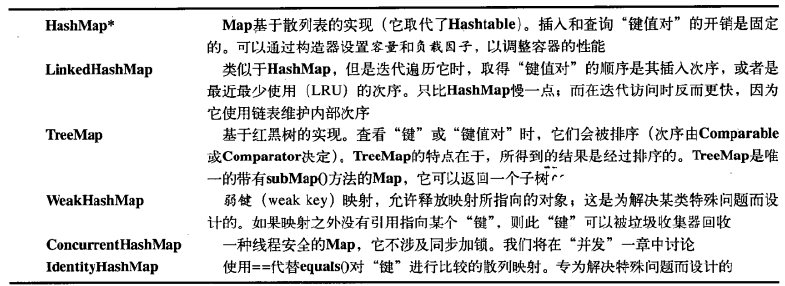 HashMap* Map基于散列表的实现（它取代了Hashtable）。插入和查询“键值对”的开销是固定
的。可以通过构造器设置容量和负载因子，以调整容器的性能
LinkedHashMap 类似于HashMap，但是迭代遍历它时，取得“键值对”的顺序是其插入次序，或者是
最近最少使用（LRU）的次序。只比HashMap慢一点；而在迭代访问时反而更快，因为
它使用链表维护内部次序
TreeMap 基于红黑树的实现。查看“键”或“键值对”时，它们会被排序（次序由Comparable
或Comparator决定）。TreeMap的特点在于，所得到的结果是经过排序的。TreeMap是唯
一的带有subMap()方法的Map，它可以返回一个子树
WeakHashMap 弱键（weak key）映射，允许释放映射所指向的对象；这是为解决某类特殊问题而设
计的。如果映射之外没有引用指向某个“键”，则此“键”可以被垃圾收集器回收
ConcurrentHashMap 一种线程安全的Map，它不涉及同步加锁。我们将在“并发”一章中讨论
IdentityHashMap 使用==代替equals()对“键”进行比较的散列映射。专为解决特殊问题而设计的